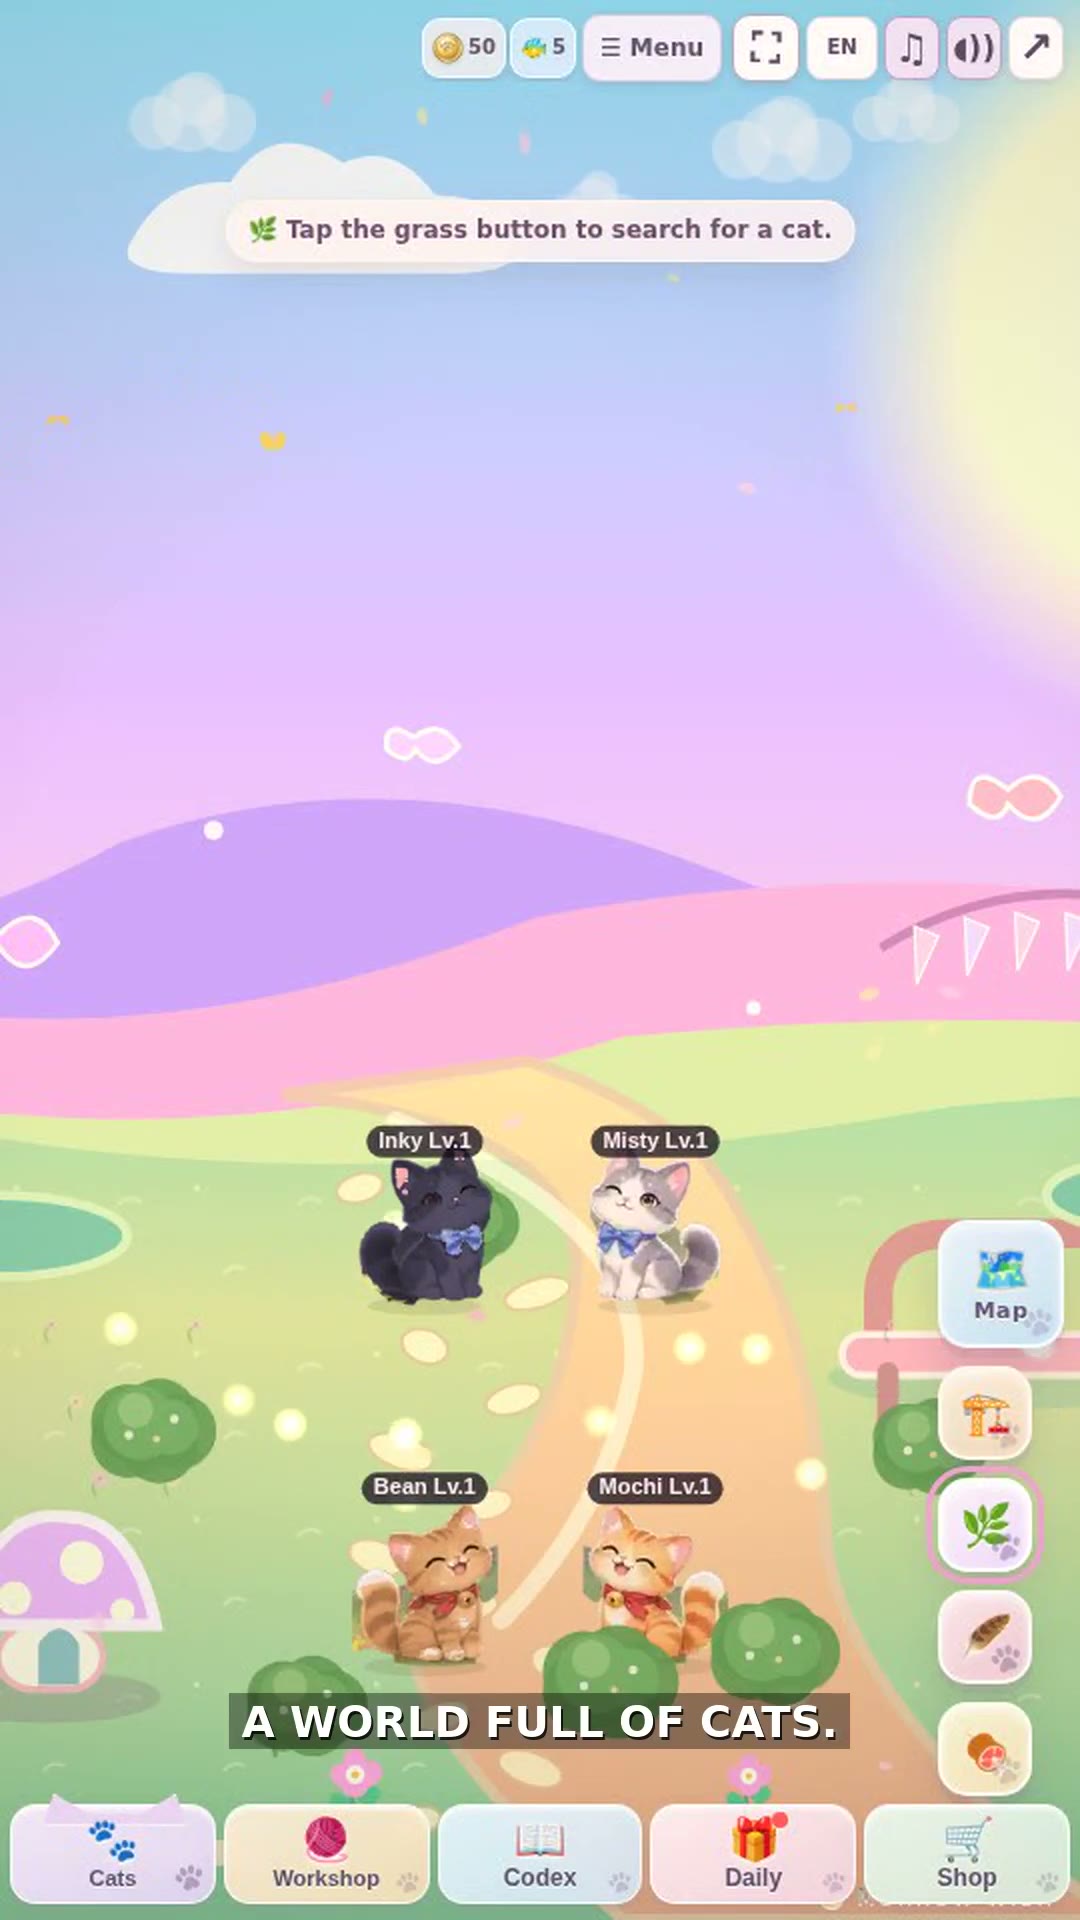 50
5
☰ Menu
EN
Tap the grass button to search for a cat.
Inky Lv.1
Misty Lv.1
Map
Bean Lv.1
Mochi Lv.1
A WORLD FULL OF CATS.
Cats
Workshop
Codex
Daily
Shop